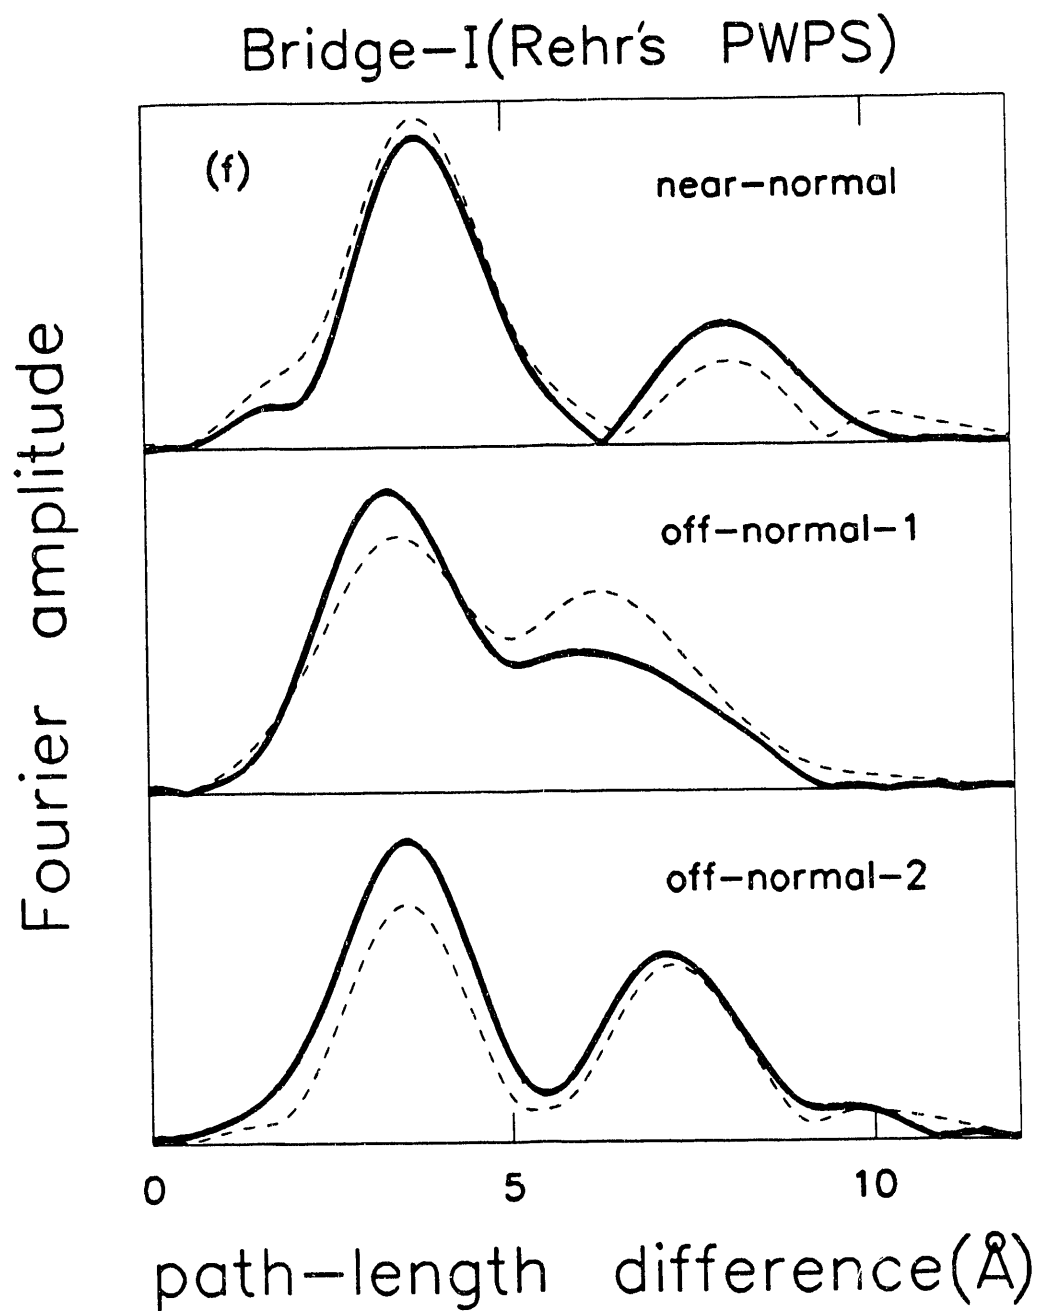 Bridge-I(Rehr's PWPS)
(f)
near-normal
off-normal-1
off-normal-2
Fourier amplitude
0 5 10
path-length difference(Å)